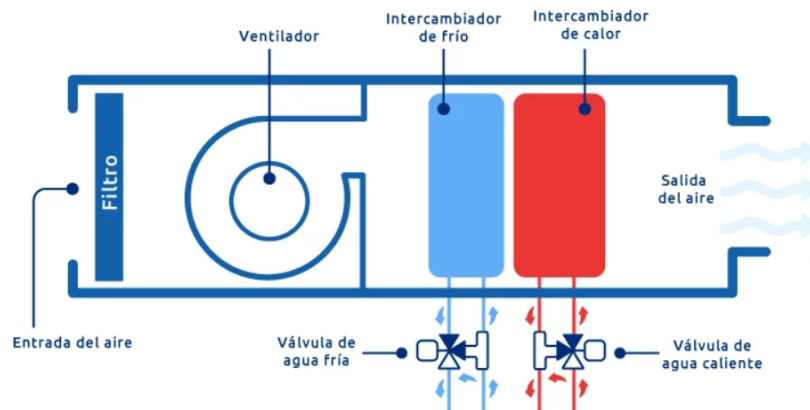 Ventilador
Intercambiador
de frío
Intercambiador
de calor
Filtro
Salida
del aire
Entrada del aire
Válvula de
agua fría
Válvula de
agua caliente